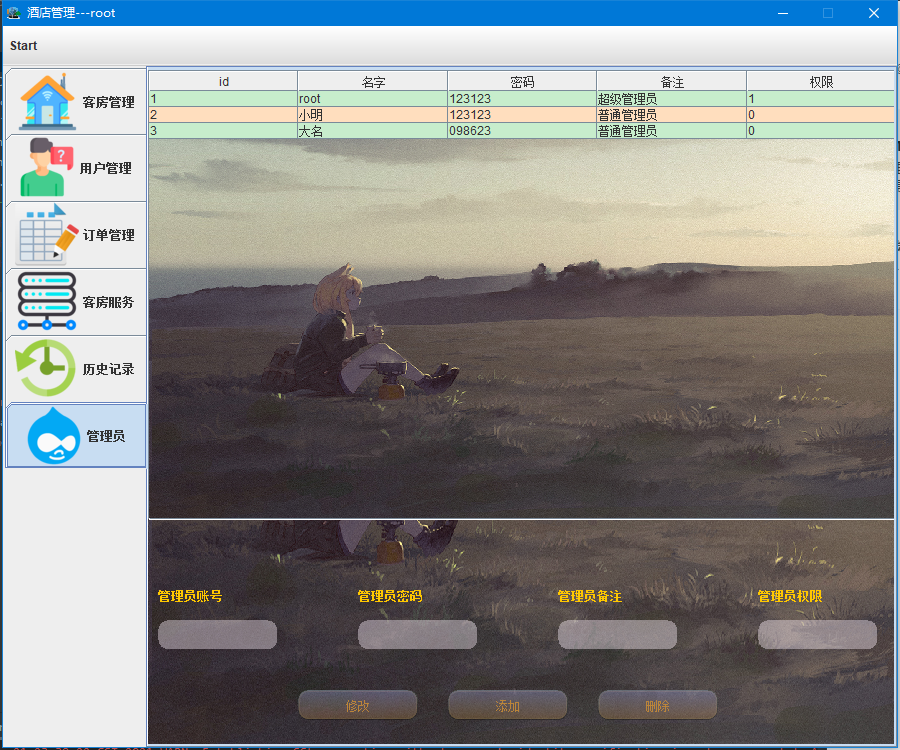 酒店管理---root
Start
客房管理
用户管理
订单管理
客房服务
历史记录
管理员
id 名字 密码 备注 权限
1 root 123123 超级管理员 1
2 小明 123123 普通管理员 0
3 大名 098623 普通管理员 0
管理员账号 管理员密码 管理员备注 管理员权限
修改 添加 删除